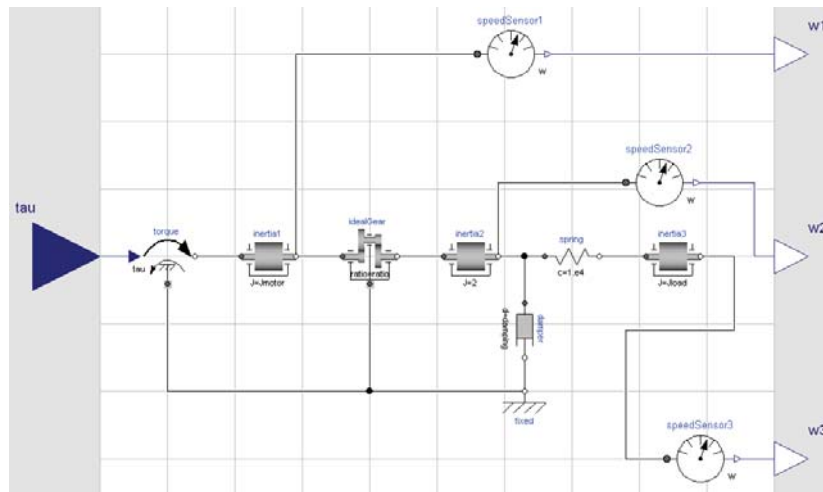 speedSensor1
w1
w
speedSensor2
w
tau
w2
torque
inertia1
idealGear
inertia2
spring
inertia3
tau
J=Jmotor
ratio=ratio
J=2
c=1.e4
J=Jload
d=damping
damper
fixed
speedSensor3
w3
w